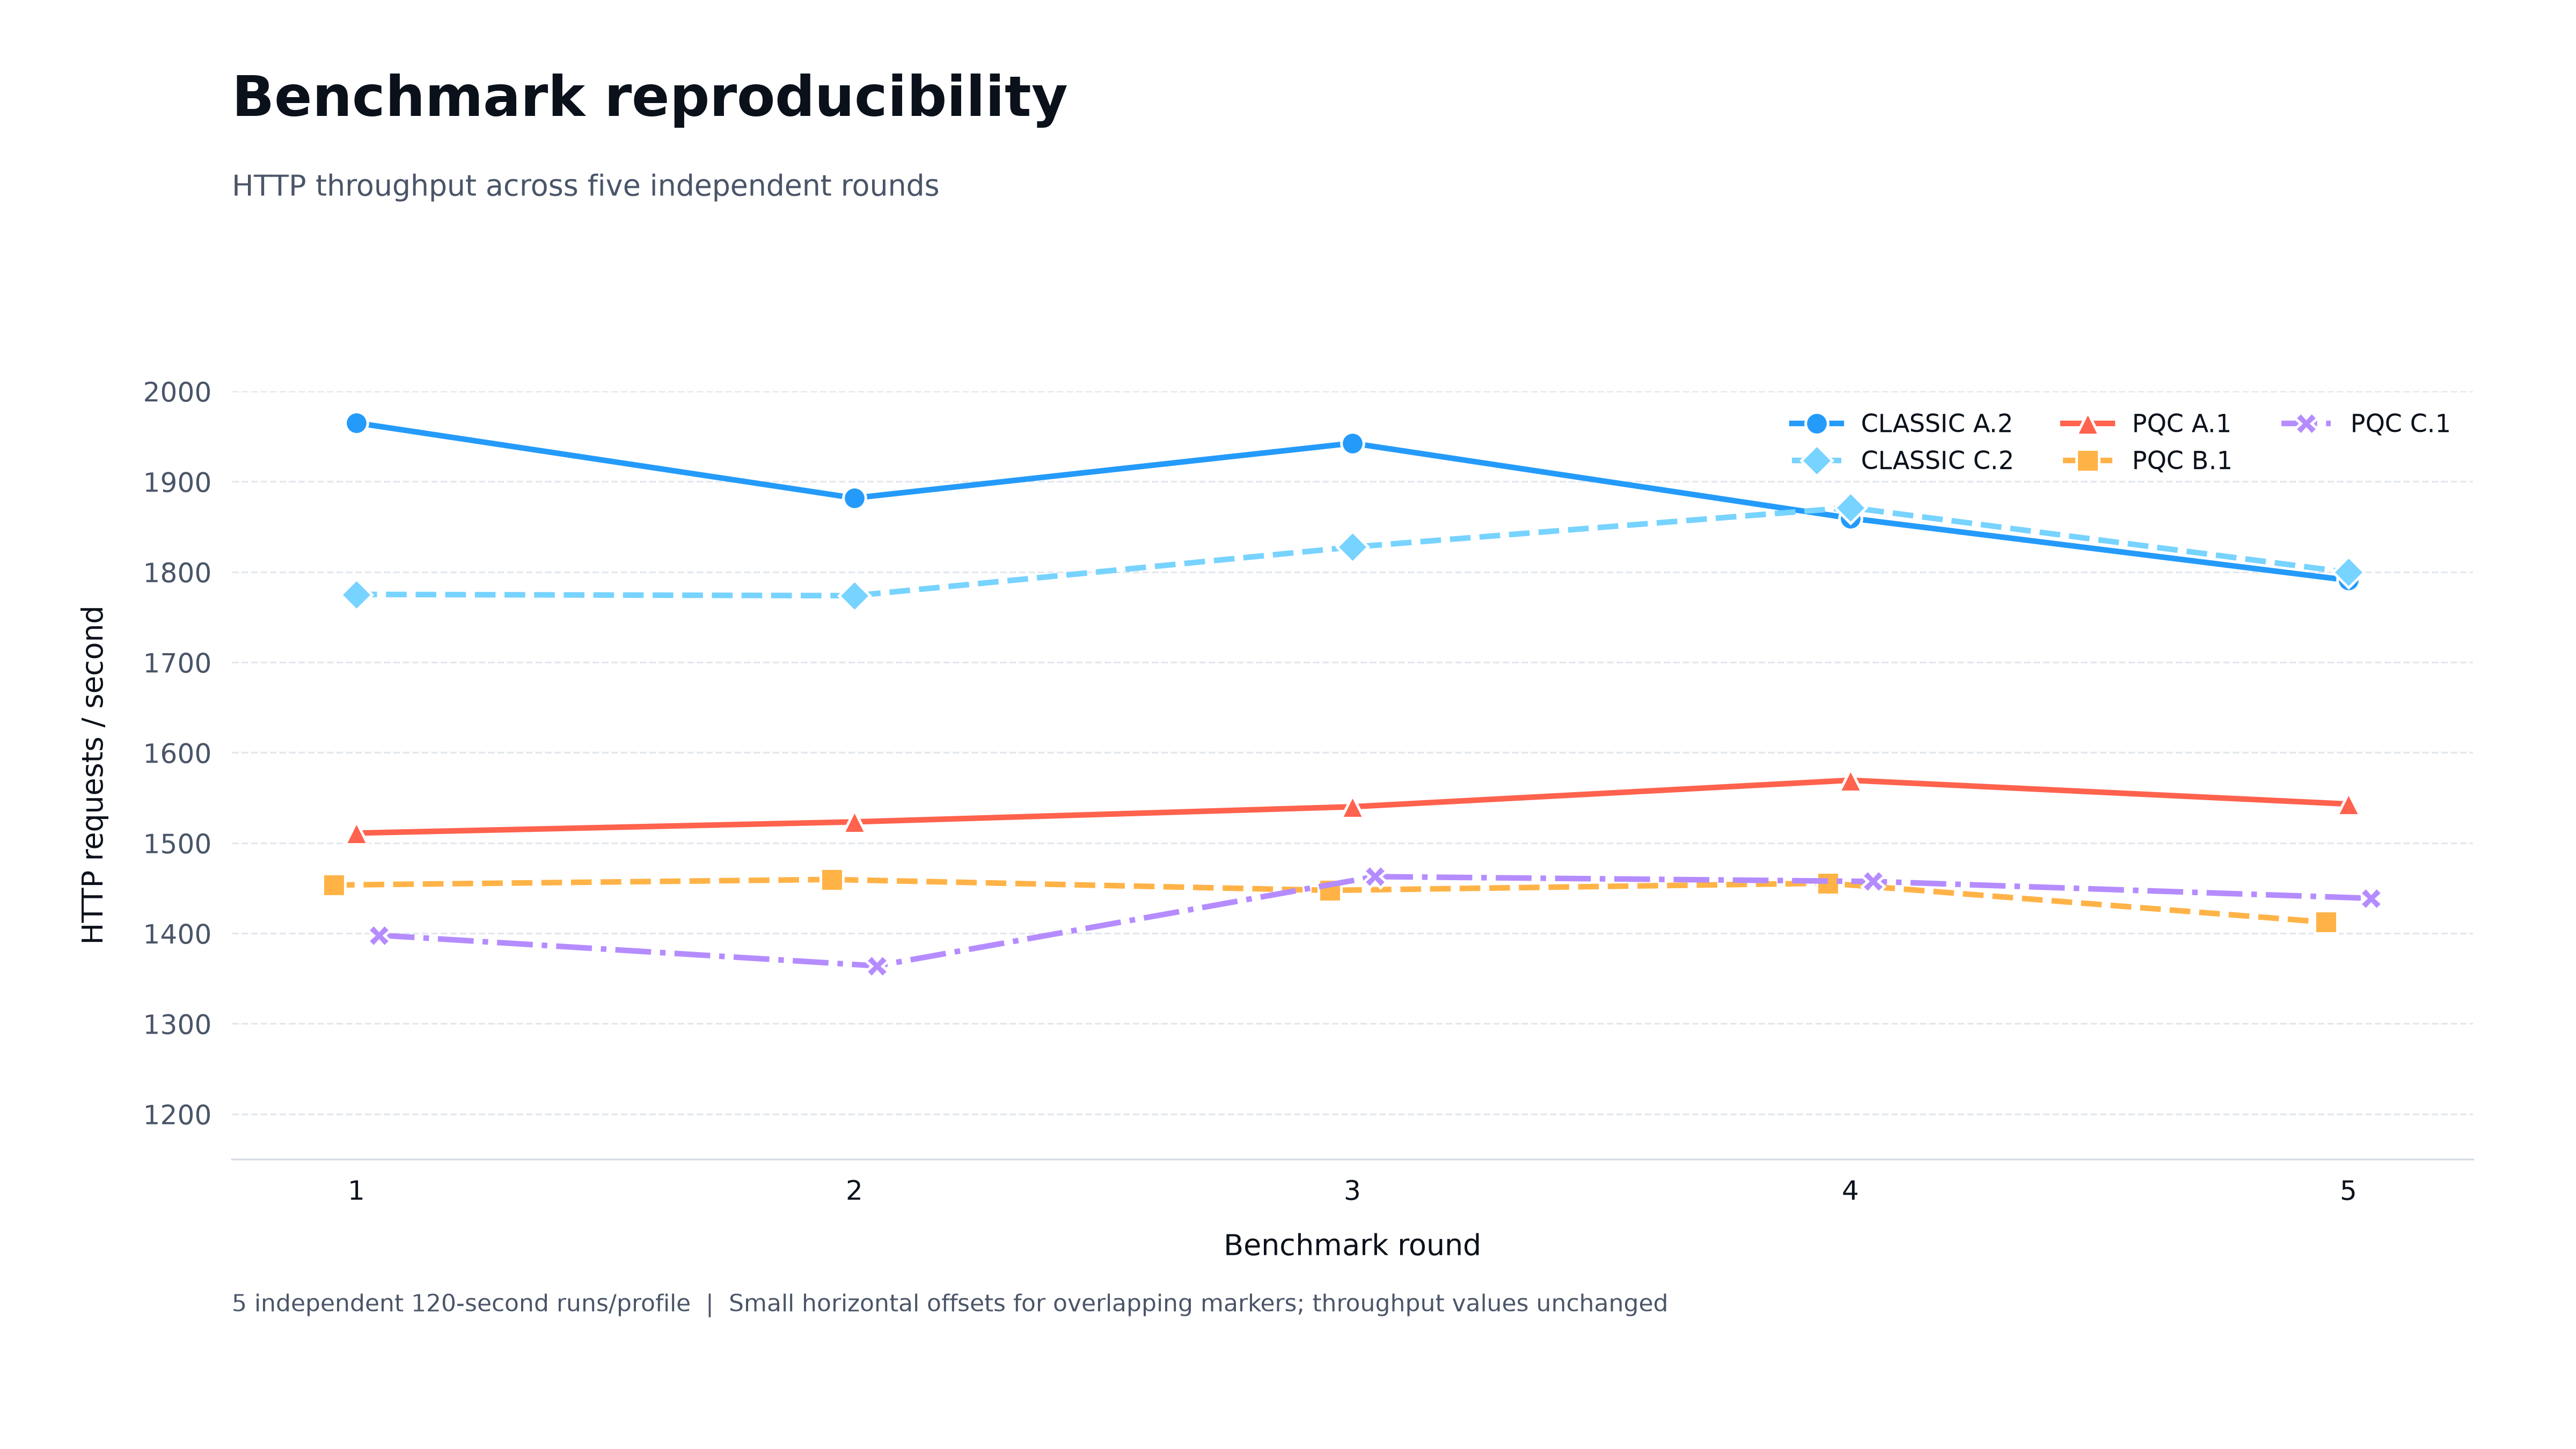 Benchmark reproducibility
HTTP throughput across five independent rounds
2000
1900
1800
1700
1600
1500
1400
1300
1200
HTTP requests / second
CLASSIC A.2
CLASSIC C.2
PQC A.1
PQC B.1
PQC C.1
1
2
3
4
5
Benchmark round
5 independent 120-second runs/profile | Small horizontal offsets for overlapping markers; throughput values unchanged